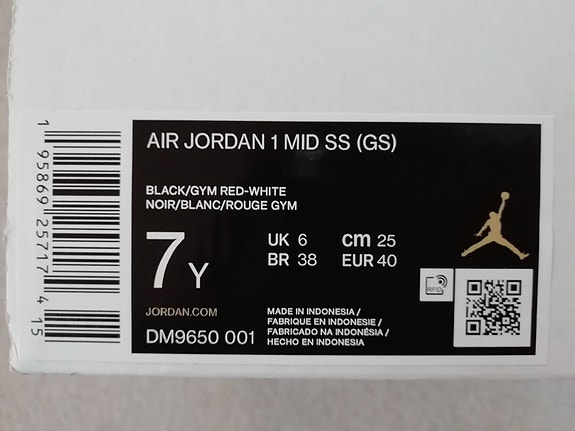 AIR JORDAN 1 MID SS (GS)
BLACK/GYM RED-WHITE
NOIR/BLANC/ROUGE GYM
7Y
UK 6 cm 25
BR 38 EUR 40
RFID
JORDAN.COM
DM9650 001
MADE IN INDONESIA /
FABRIQUE EN INDONESIE /
FABRICADO NA INDONÉSIA /
HECHO EN INDONESIA
1 95869 25717 4 15